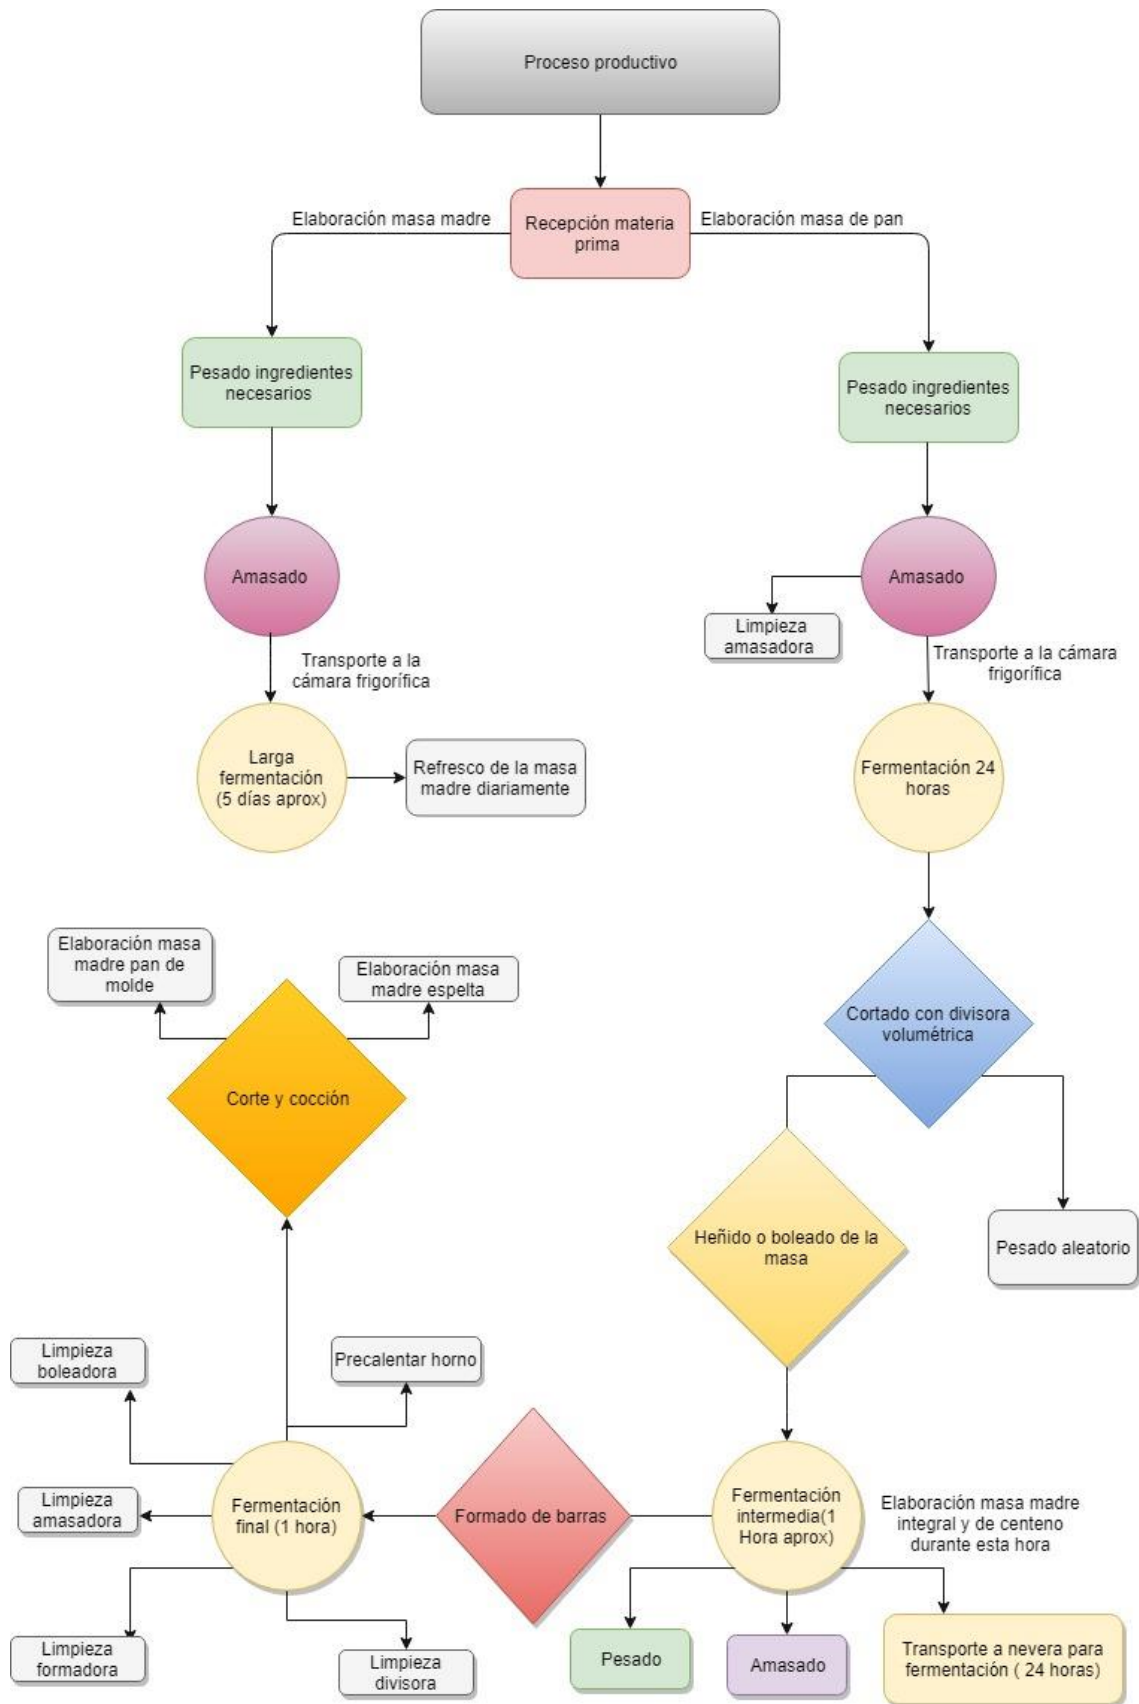 Proceso productivo
Elaboración masa madre
Recepción materia
prima
Elaboración masa de pan
Pesado ingredientes
necesarios
Pesado ingredientes
necesarios
Amasado
Amasado
Limpieza
amasadora
Transporte a la
cámara frigorífica
Transporte a la cámara
frigorífica
Larga
fermentación
(5 días aprox)
Refresco de la masa
madre diariamente
Fermentación 24
horas
Elaboración masa
madre pan de
molde
Elaboración masa
madre espelta
Cortado con divisora
volumétrica
Corte y cocción
Heñido o boleado de la
masa
Pesado aleatorio
Limpieza
boleadora
Precalentar horno
Limpieza
amasadora
Fermentación
final (1 hora)
Formado de barras
Fermentación
intermedia(1
Hora aprox)
Elaboración masa madre
integral y de centeno
durante esta hora
Limpieza
formadora
Limpieza
divisora
Pesado
Amasado
Transporte a nevera para
fermentación ( 24 horas)